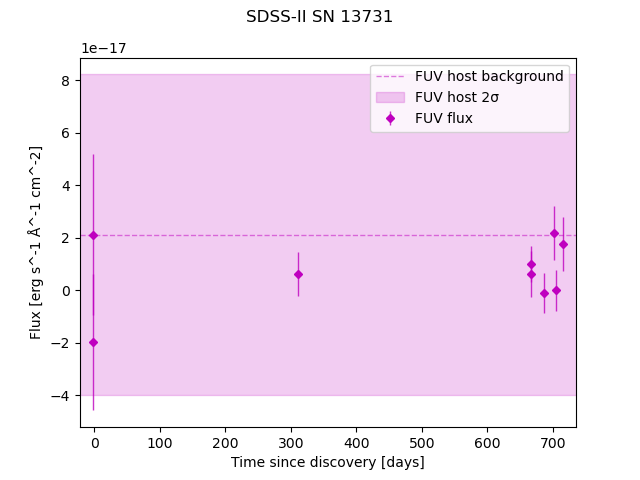 SDSS-II SN 13731
1e−17
FUV host background
FUV host 2σ
FUV flux
8
6
4
2
0
−2
−4
Flux [erg s^-1 Å^-1 cm^-2]
0 100 200 300 400 500 600 700
Time since discovery [days]